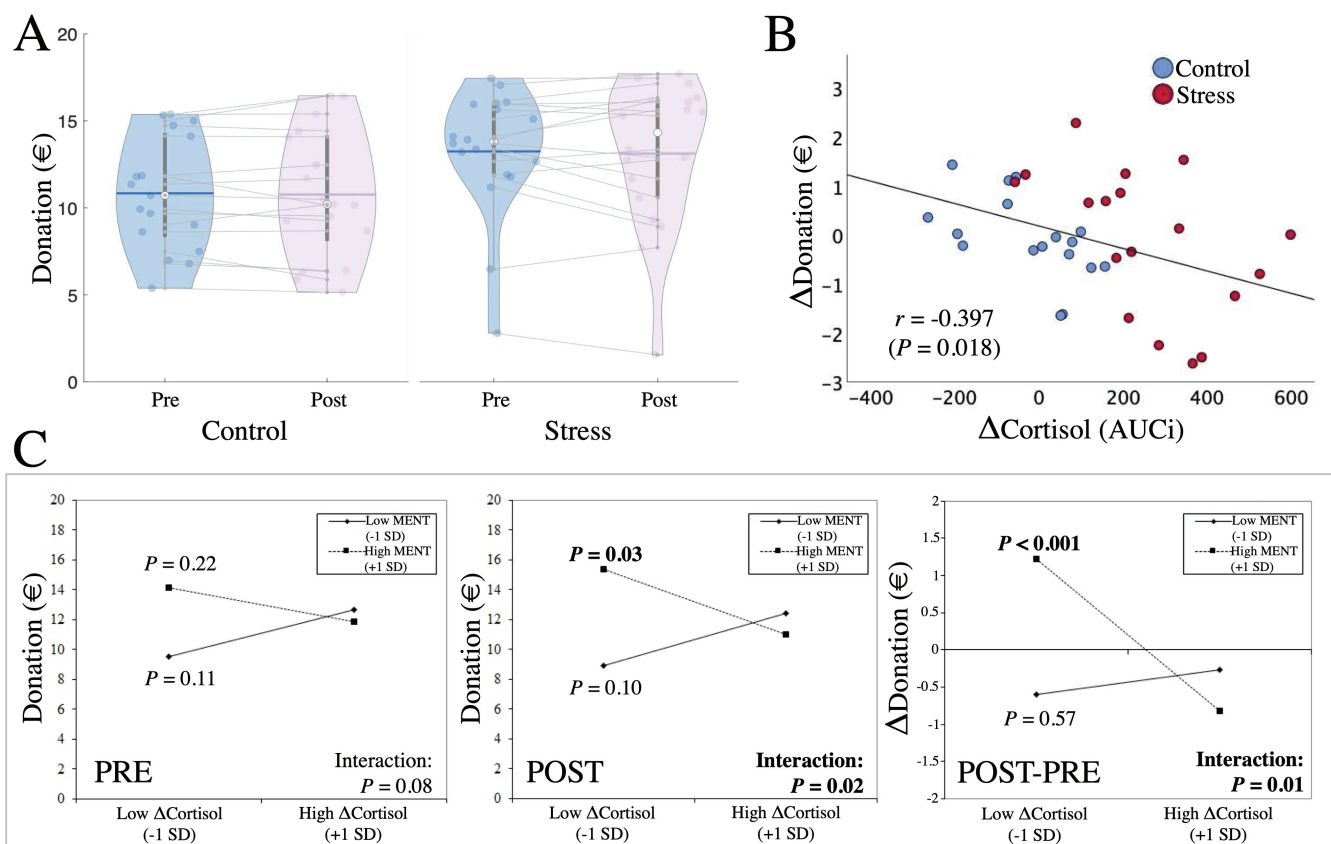 A
20
15
10
5
0
Donation (€)
Pre
Post
Pre
Post
Control
Stress
B
Control
Stress
3
2
1
0
−1
−2
−3
ΔDonation (€)
r = -0.397
(P = 0.018)
−400 −200 0 200 400 600
ΔCortisol (AUCi)
C
20
18
16
14
12
10
8
6
4
2
0
Donation (€)
Low MENT
(-1 SD)
High MENT
(+1 SD)
P = 0.22
P = 0.11
PRE
Interaction:
P = 0.08
Low ΔCortisol
(-1 SD)
High ΔCortisol
(+1 SD)
20
18
16
14
12
10
8
6
4
2
0
Donation (€)
Low MENT
(-1 SD)
High MENT
(+1 SD)
P = 0.03
P = 0.10
POST
Interaction:
P = 0.02
Low ΔCortisol
(-1 SD)
High ΔCortisol
(+1 SD)
2
1.5
1
0.5
0
-0.5
-1
-1.5
-2
ΔDonation (€)
Low MENT
(-1 SD)
High MENT
(+1 SD)
P < 0.001
P = 0.57
POST-PRE
Interaction:
P = 0.01
Low ΔCortisol
(-1 SD)
High ΔCortisol
(+1 SD)